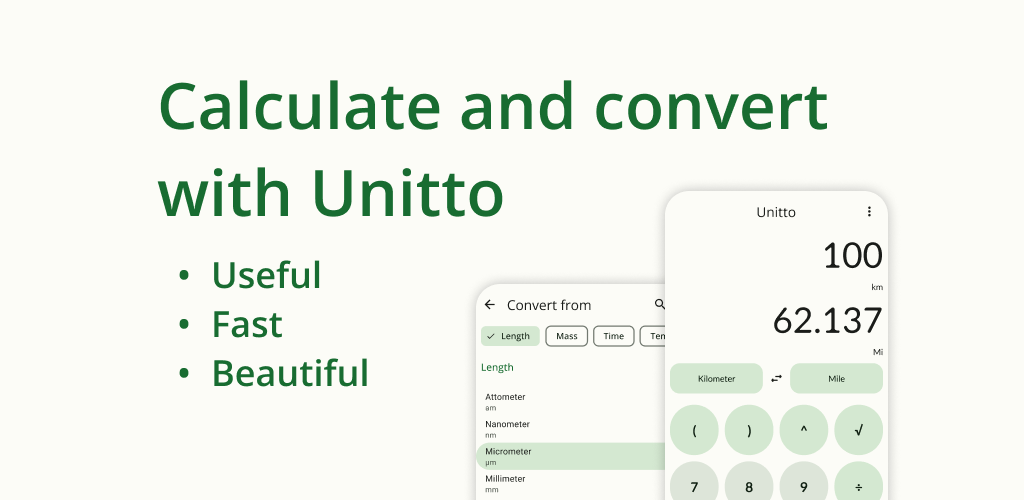 Calculate and convert
with Unitto
• Useful
• Fast
• Beautiful
Convert from
Length Mass Time
Length
Attometer
am
Nanometer
nm
Micrometer
µm
Millimeter
mm
Unitto
100
km
62.137
Mi
Kilometer Mile
( ) ^ √
7 8 9 ÷